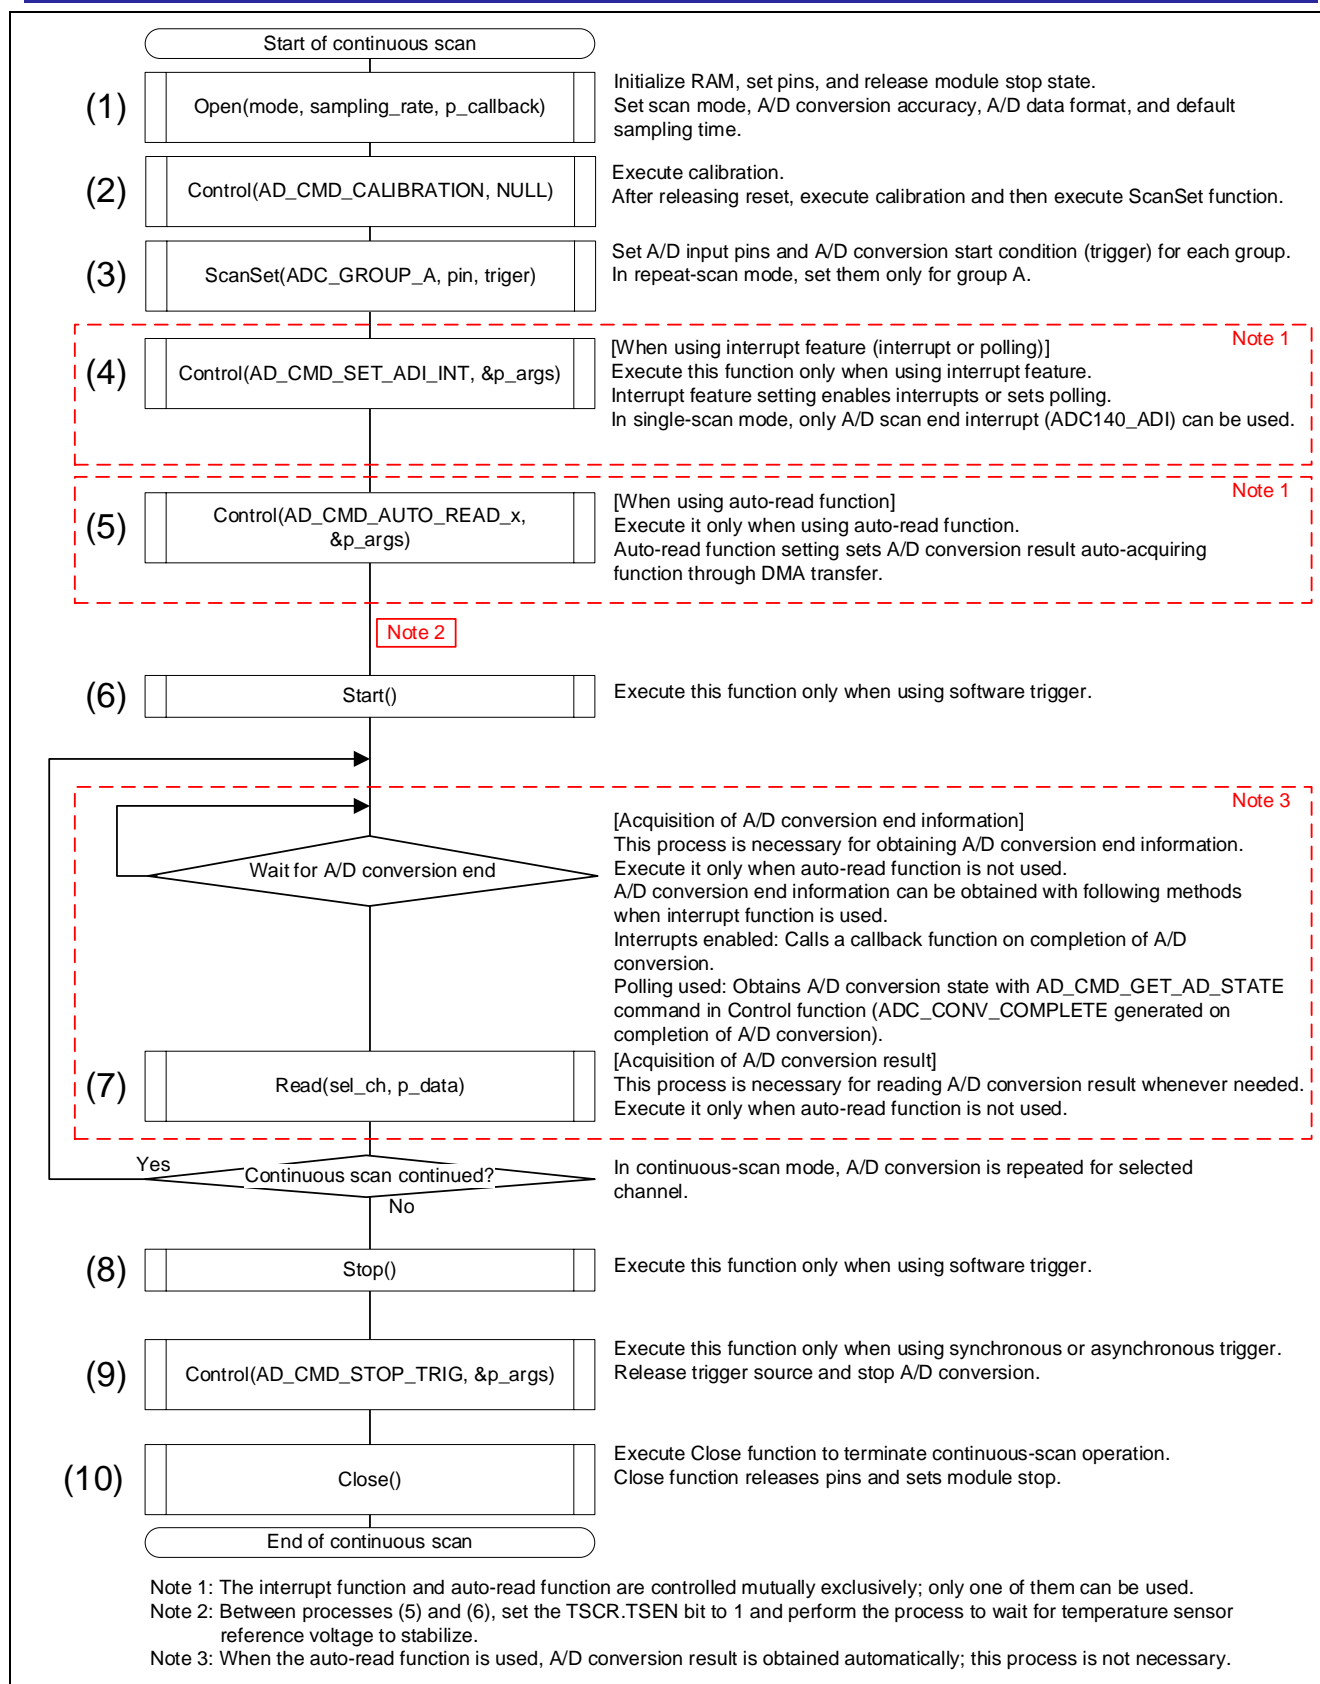 Start of continuous scan
(1)
Open(mode, sampling_rate, p_callback)
Initialize RAM, set pins, and release module stop state.
Set scan mode, A/D conversion accuracy, A/D data format, and default
sampling time.
(2)
Control(AD_CMD_CALIBRATION, NULL)
Execute calibration.
After releasing reset, execute calibration and then execute ScanSet function.
(3)
ScanSet(ADC_GROUP_A, pin, triger)
Set A/D input pins and A/D conversion start condition (trigger) for each group.
In repeat-scan mode, set them only for group A.
Note 1
(4)
Control(AD_CMD_SET_ADI_INT, &p_args)
[When using interrupt feature (interrupt or polling)]
Execute this function only when using interrupt feature.
Interrupt feature setting enables interrupts or sets polling.
In single-scan mode, only A/D scan end interrupt (ADC140_ADI) can be used.
Note 1
(5)
Control(AD_CMD_AUTO_READ_x,
&p_args)
[When using auto-read function]
Execute it only when using auto-read function.
Auto-read function setting sets A/D conversion result auto-acquiring
function through DMA transfer.
Note 2
(6)
Start()
Execute this function only when using software trigger.
Note 3
Wait for A/D conversion end
[Acquisition of A/D conversion end information]
This process is necessary for obtaining A/D conversion end information.
Execute it only when auto-read function is not used.
A/D conversion end information can be obtained with following methods
when interrupt function is used.
Interrupts enabled: Calls a callback function on completion of A/D
conversion.
Polling used: Obtains A/D conversion state with AD_CMD_GET_AD_STATE
command in Control function (ADC_CONV_COMPLETE generated on
completion of A/D conversion).
(7)
Read(sel_ch, p_data)
[Acquisition of A/D conversion result]
This process is necessary for reading A/D conversion result whenever needed.
Execute it only when auto-read function is not used.
Yes
Continuous scan continued?
No
In continuous-scan mode, A/D conversion is repeated for selected
channel.
(8)
Stop()
Execute this function only when using software trigger.
(9)
Control(AD_CMD_STOP_TRIG, &p_args)
Execute this function only when using synchronous or asynchronous trigger.
Release trigger source and stop A/D conversion.
(10)
Close()
Execute Close function to terminate continuous-scan operation.
Close function releases pins and sets module stop.
End of continuous scan
Note 1: The interrupt function and auto-read function are controlled mutually exclusively; only one of them can be used.
Note 2: Between processes (5) and (6), set the TSCR.TSEN bit to 1 and perform the process to wait for temperature sensor
reference voltage to stabilize.
Note 3: When the auto-read function is used, A/D conversion result is obtained automatically; this process is not necessary.